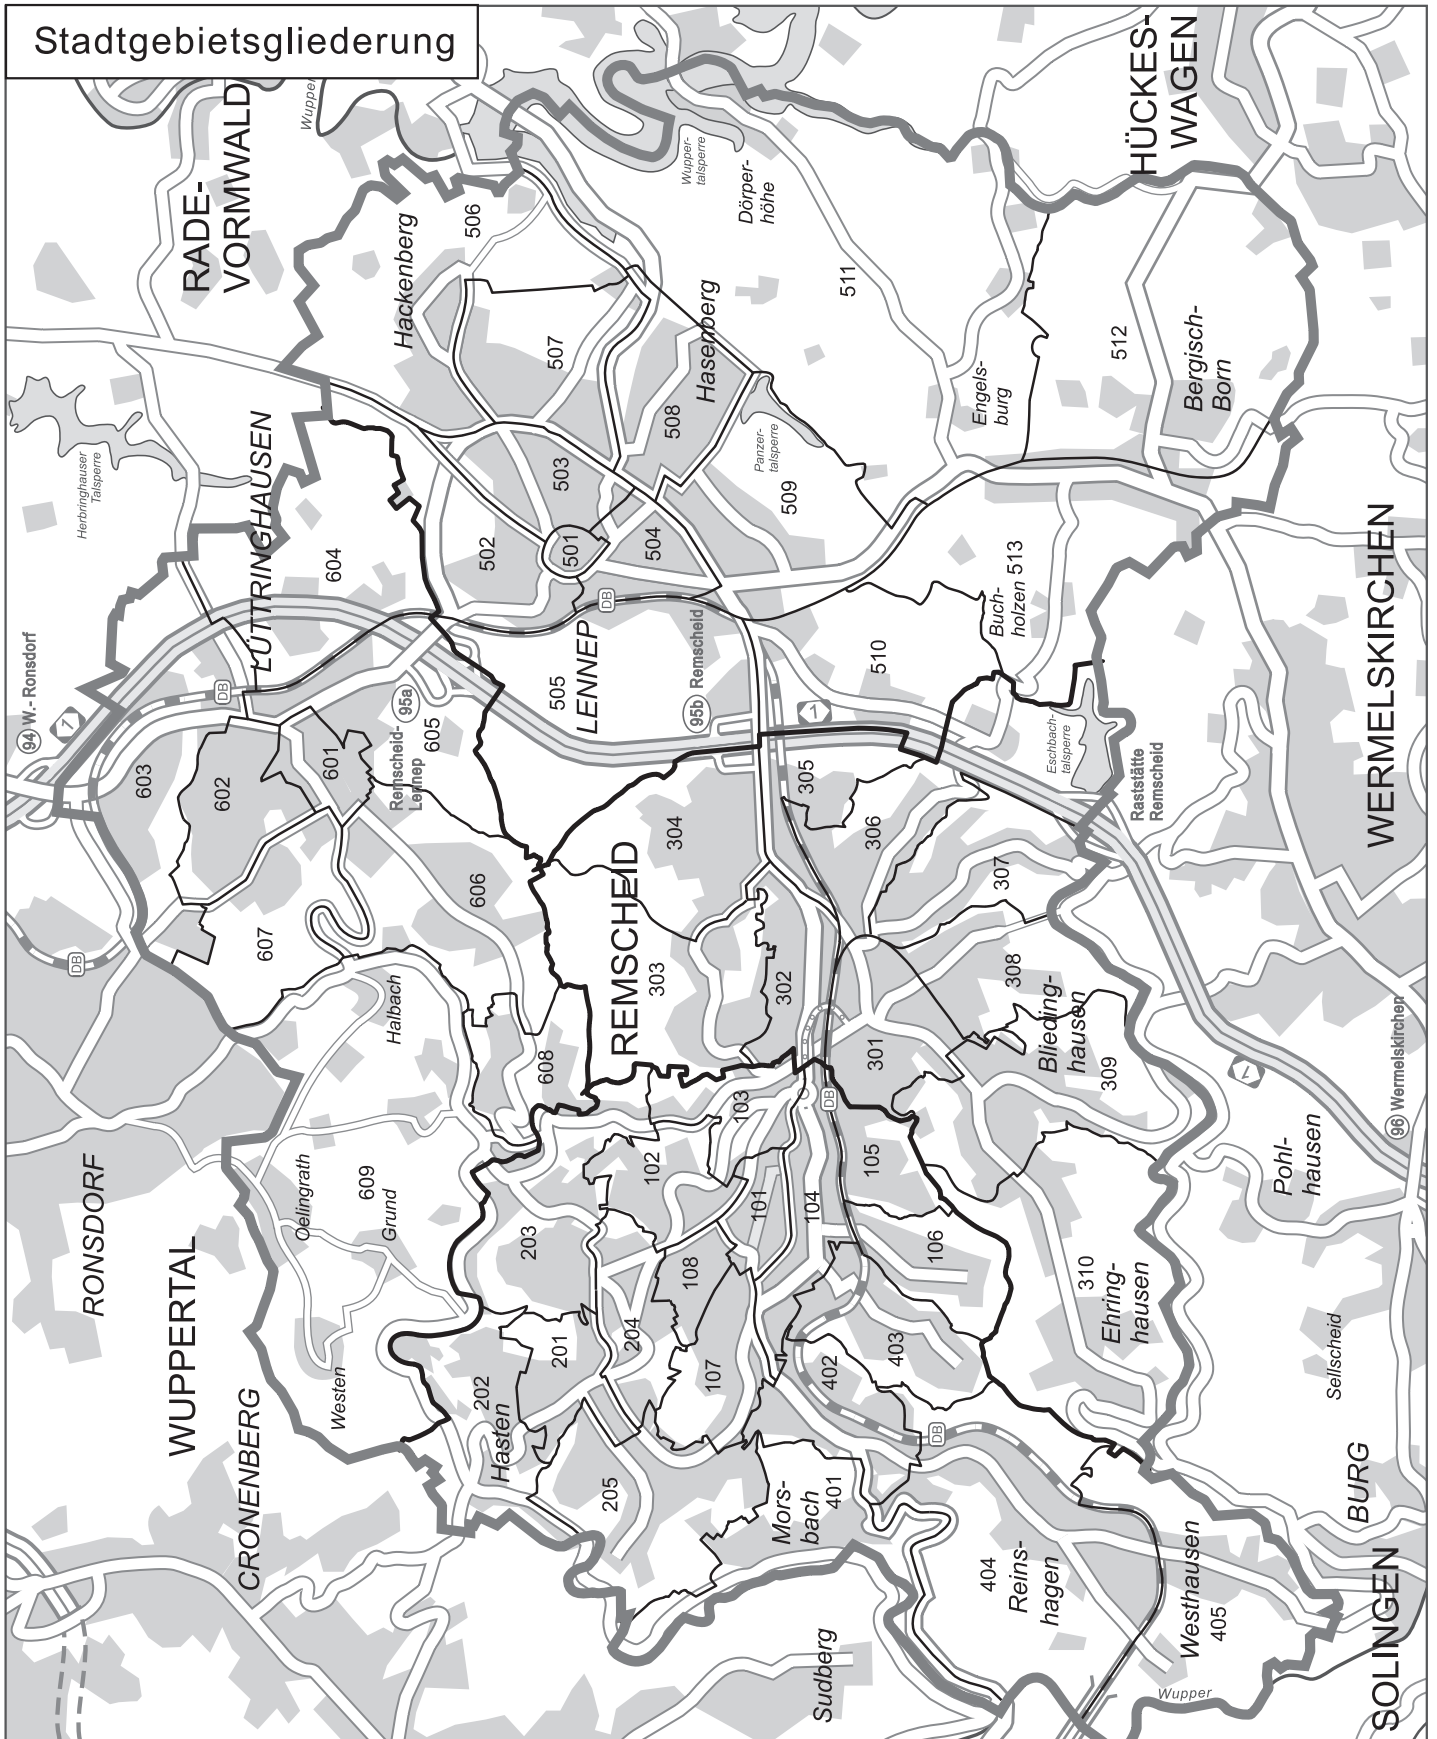 Stadtgebietsgliederung
WUPPERTAL
RONSDORF
CRONENBERG
RADE-
VORMWALD
HÜCKES-
WAGEN
WERMELSKIRCHEN
SOLINGEN
BURG
REMSCHEID
LÜTTRINGHAUSEN
LENNEP
Wupper
Herbringhauser
Talsperre
Wupper-
talsperre
Dörper-
höhe
Hackenberg
Hasenberg
Panzer-
talsperre
Engels-
burg
Bergisch-
Born
Buch-
holzen
Eschbach-
talsperre
Raststätte
Remscheid
94 W.- Ronsdorf
1
95a
Remscheid-
Lennep
95b Remscheid
1
96 Wermelskirchen
1
DB
DB
DB
DB
DB
Halbach
Oelingrath
Grund
Westen
Hasten
Mors-
bach
Reins-
hagen
Westhausen
Ehring-
hausen
Blieding-
hausen
Pohl-
hausen
Sellscheid
Sudberg
Wupper
101
102
103
104
105
106
107
108
201
202
203
204
205
301
302
303
304
305
306
307
308
309
310
401
402
403
404
405
501
502
503
504
505
506
507
508
509
510
511
512
513
601
602
603
604
605
606
607
608
609